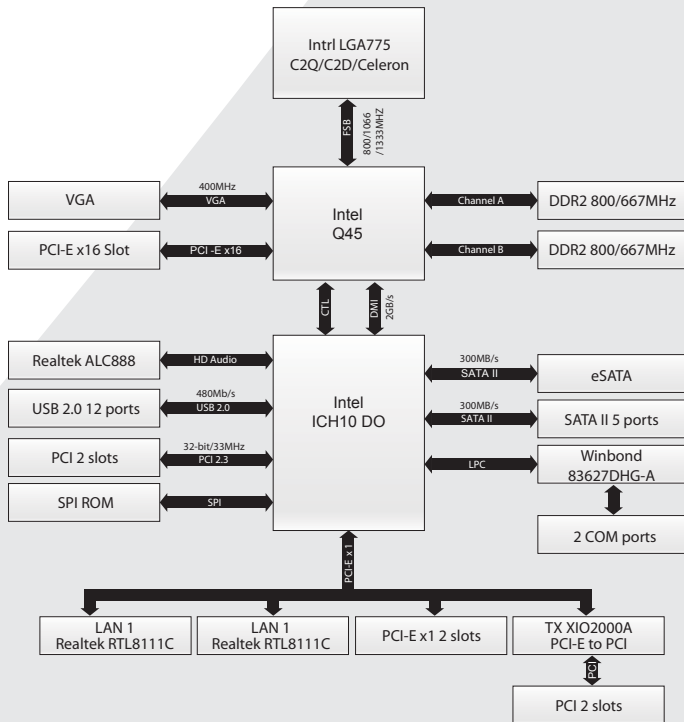 Intrl LGA775
C2Q/C2D/Celeron
FSB
800/1066
/1333MHZ
VGA
400MHz
VGA
Intel
Q45
Channel A
DDR2 800/667MHz
PCI-E x16 Slot
PCI -E x16
Channel B
DDR2 800/667MHz
CTL
DMI
2GB/s
Realtek ALC888
HD Audio
Intel
ICH10 DO
300MB/s
SATA II
eSATA
USB 2.0 12 ports
480Mb/s
USB 2.0
300MB/s
SATA II
SATA II 5 ports
PCI 2 slots
32-bit/33MHz
PCI 2.3
LPC
Winbond
83627DHG-A
SPI ROM
SPI
2 COM ports
PCI-E x 1
LAN 1
Realtek RTL8111C
LAN 1
Realtek RTL8111C
PCI-E x1 2 slots
TX XIO2000A
PCI-E to PCI
PCI
PCI 2 slots